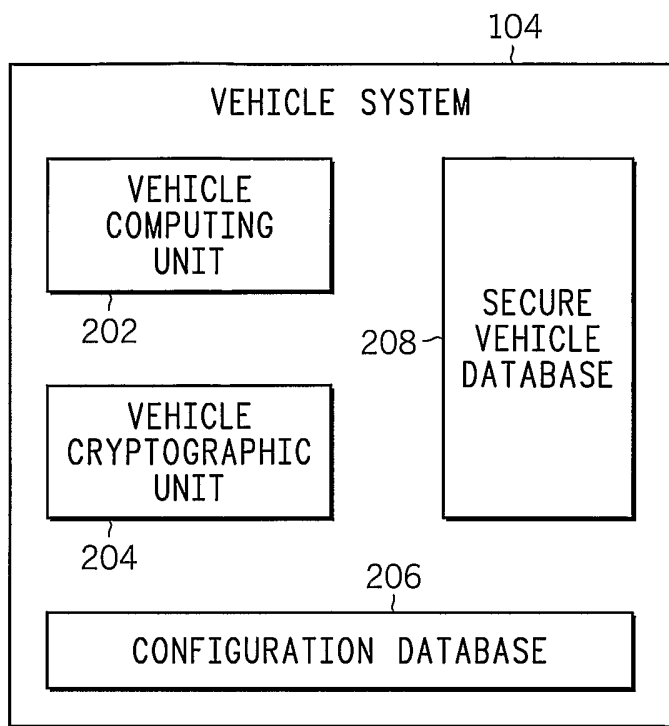 104
VEHICLE SYSTEM
VEHICLE
COMPUTING
UNIT
202
VEHICLE
CRYPTOGRAPHIC
UNIT
204
SECURE
VEHICLE
DATABASE
208
206
CONFIGURATION DATABASE